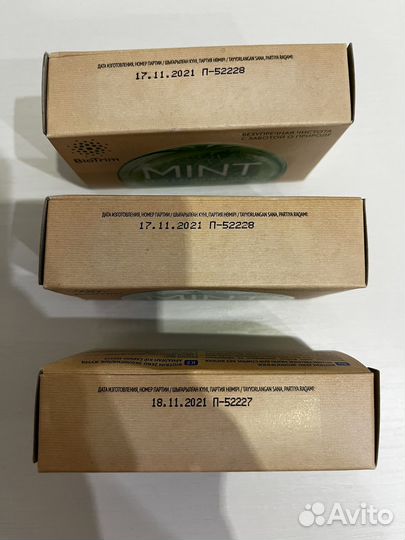 ДАТА ИЗГОТОВЛЕНИЯ, НОМЕР ПАРТИИ / ШЫҒАРЫЛҒАН КҮНІ, ПАРТИЯ НӨМІРІ / TAYYORLANGAN SANA, PARTIYA RAQAMI:
17.11.2021 П-52228
БЕЗУПРЕЧНАЯ ЧИСТОТА
С ЗАБОТОЙ О ПРИРОДЕ
BioTrim
MINT
ДАТА ИЗГОТОВЛЕНИЯ, НОМЕР ПАРТИИ / ШЫҒАРЫЛҒАН КҮНІ, ПАРТИЯ НӨМІРІ / TAYYORLANGAN SANA, PARTIYA RAQAMI:
17.11.2021 П-52228
ДАТА ИЗГОТОВЛЕНИЯ, НОМЕР ПАРТИИ / ШЫҒАРЫЛҒАН КҮНІ, ПАРТИЯ НӨМІРІ / TAYYORLANGAN SANA, PARTIYA RAQAMI:
18.11.2021 П-52227
Avito